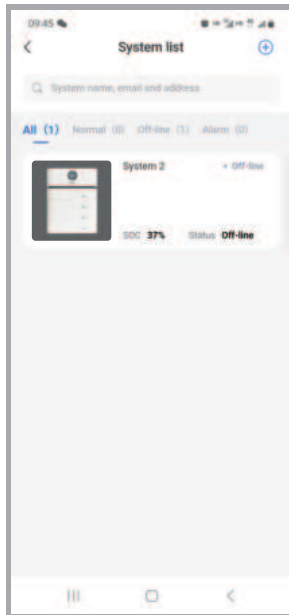 09:45
System list
System name, email and address
All (1) Normal (0) Off-line (1) Alarm (0)
System 2 • Off-line
SOC 37% Status Off-line